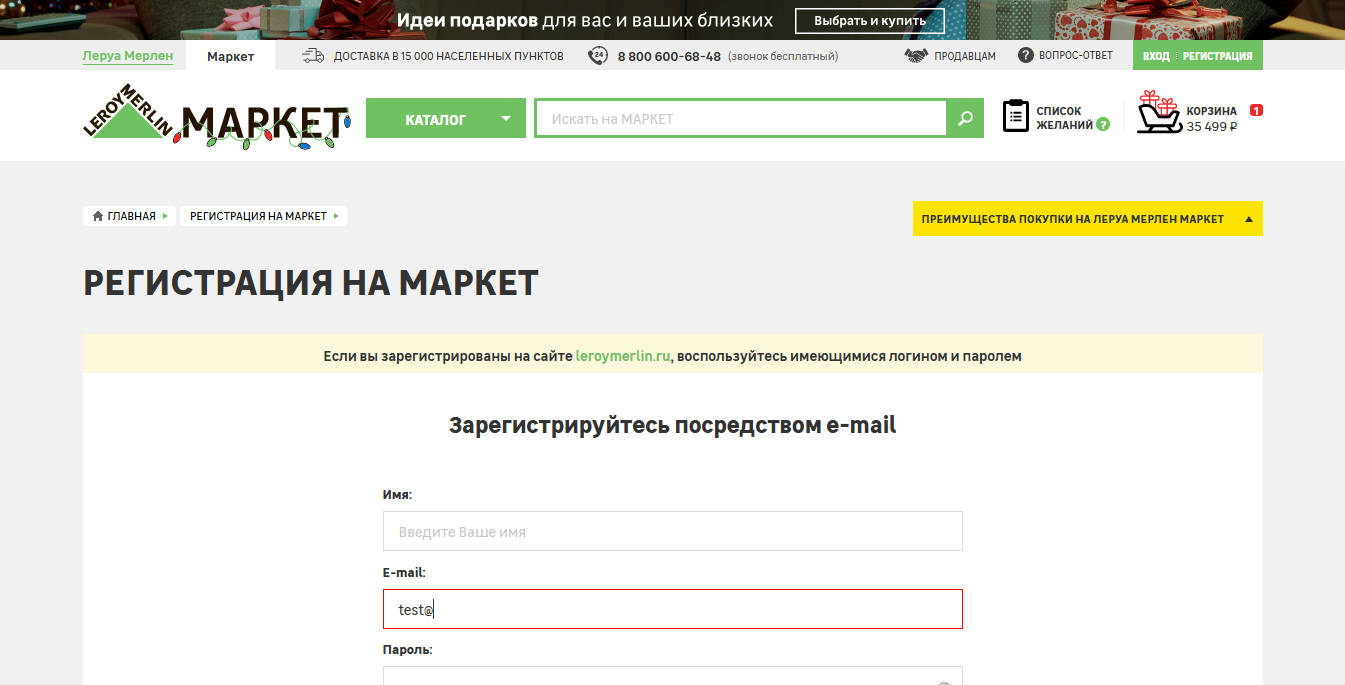 Идеи подарков для вас и ваших близких
Выбрать и купить
Леруа Мерлен
Маркет
ДОСТАВКА В 15 000 НАСЕЛЕННЫХ ПУНКТОВ
24
8 800 600-68-48 (звонок бесплатный)
ПРОДАВЦАМ
? ВОПРОС-ОТВЕТ
ВХОД
РЕГИСТРАЦИЯ
LEROY MERLIN
МАРКЕТ
КАТАЛОГ
Искать на МАРКЕТ
СПИСОК
ЖЕЛАНИЙ ?
КОРЗИНА 1
35 499 ₽
ГЛАВНАЯ
РЕГИСТРАЦИЯ НА МАРКЕТ
ПРЕИМУЩЕСТВА ПОКУПКИ НА ЛЕРУА МЕРЛЕН МАРКЕТ
РЕГИСТРАЦИЯ НА МАРКЕТ
Если вы зарегистрированы на сайте leroymerlin.ru, воспользуйтесь имеющимися логином и паролем
Зарегистрируйтесь посредством e-mail
Имя:
Введите Ваше имя
E-mail:
test@
Пароль: